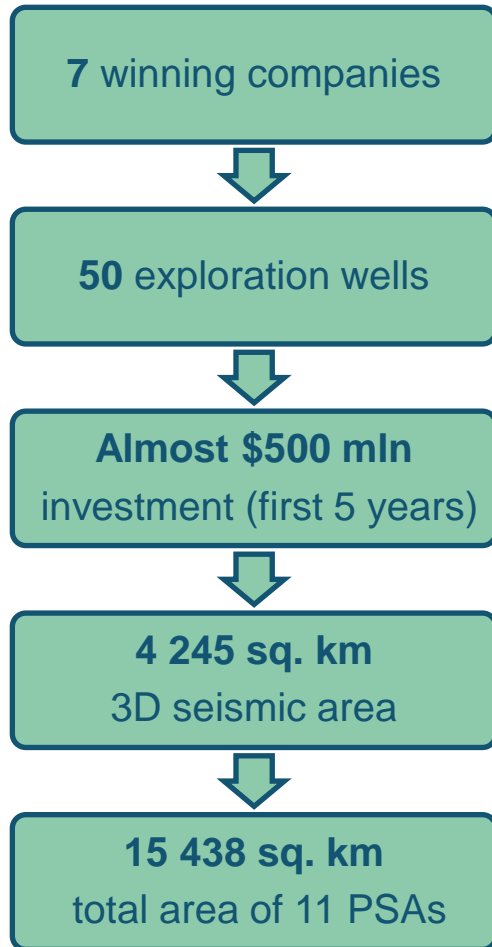 7 winning companies
50 exploration wells
Almost $500 mln
investment (first 5 years)
4 245 sq. km
3D seismic area
15 438 sq. km
total area of 11 PSAs